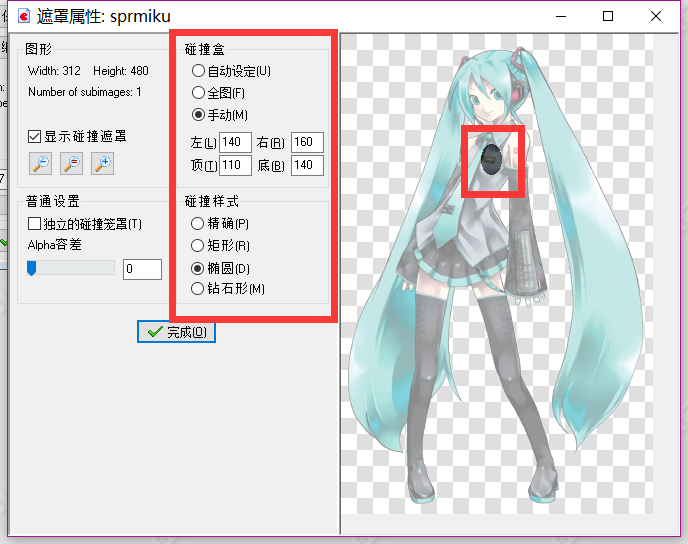 遮罩属性: sprmiku
图形
Width: 312 Height: 480
Number of subimages: 1
显示碰撞遮罩
普通设置
独立的碰撞笼罩(T)
Alpha容差
0
碰撞盒
自动设定(U)
全图(F)
手动(M)
左(L) 140 右(R) 160
顶(T) 110 底(B) 140
碰撞样式
精确(P)
矩形(R)
椭圆(D)
钻石形(M)
完成(O)